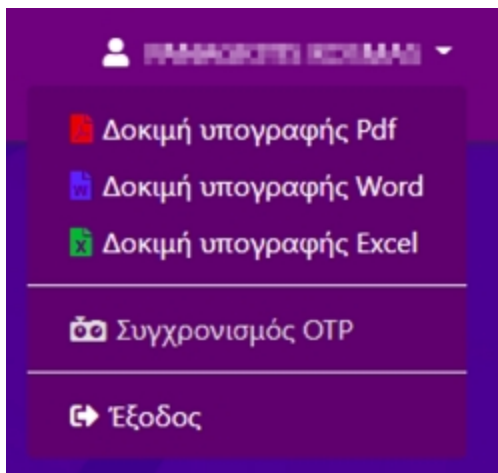 Δοκιμή υπογραφής Pdf
Δοκιμή υπογραφής Word
Δοκιμή υπογραφής Excel
Συγχρονισμός OTP
Έξοδος